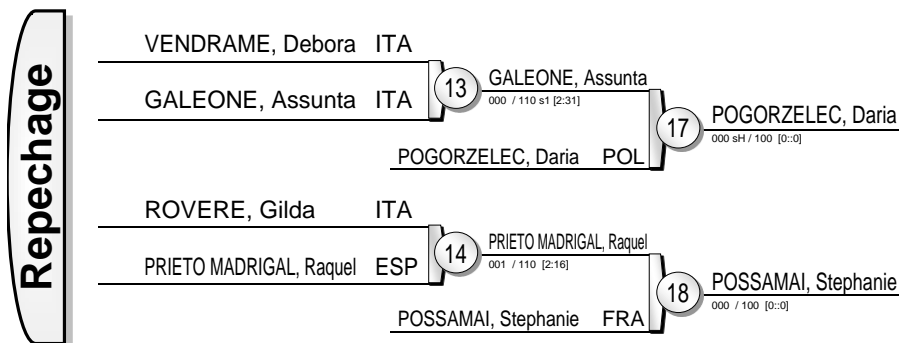 Repechage
VENDRAME, Debora ITA
GALEONE, Assunta ITA
13
GALEONE, Assunta
000 / 110 s1 [2:31]
POGORZELEC, Daria POL
17
POGORZELEC, Daria
000 sH / 100 [0::0]
ROVERE, Gilda ITA
PRIETO MADRIGAL, Raquel ESP
14
PRIETO MADRIGAL, Raquel
001 / 110 [2:16]
POSSAMAI, Stephanie FRA
18
POSSAMAI, Stephanie
000 / 100 [0::0]